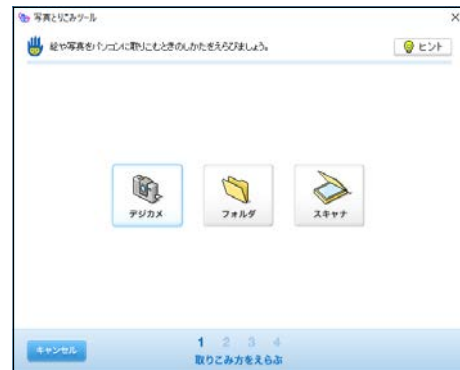 写真とりこみツール
絵や写真をパソコンに取りこむときのしかたをえらびましょう。
ヒント
デジカメ
フォルダ
スキャナ
キャンセル
1 2 3 4
取りこみ方をえらぶ